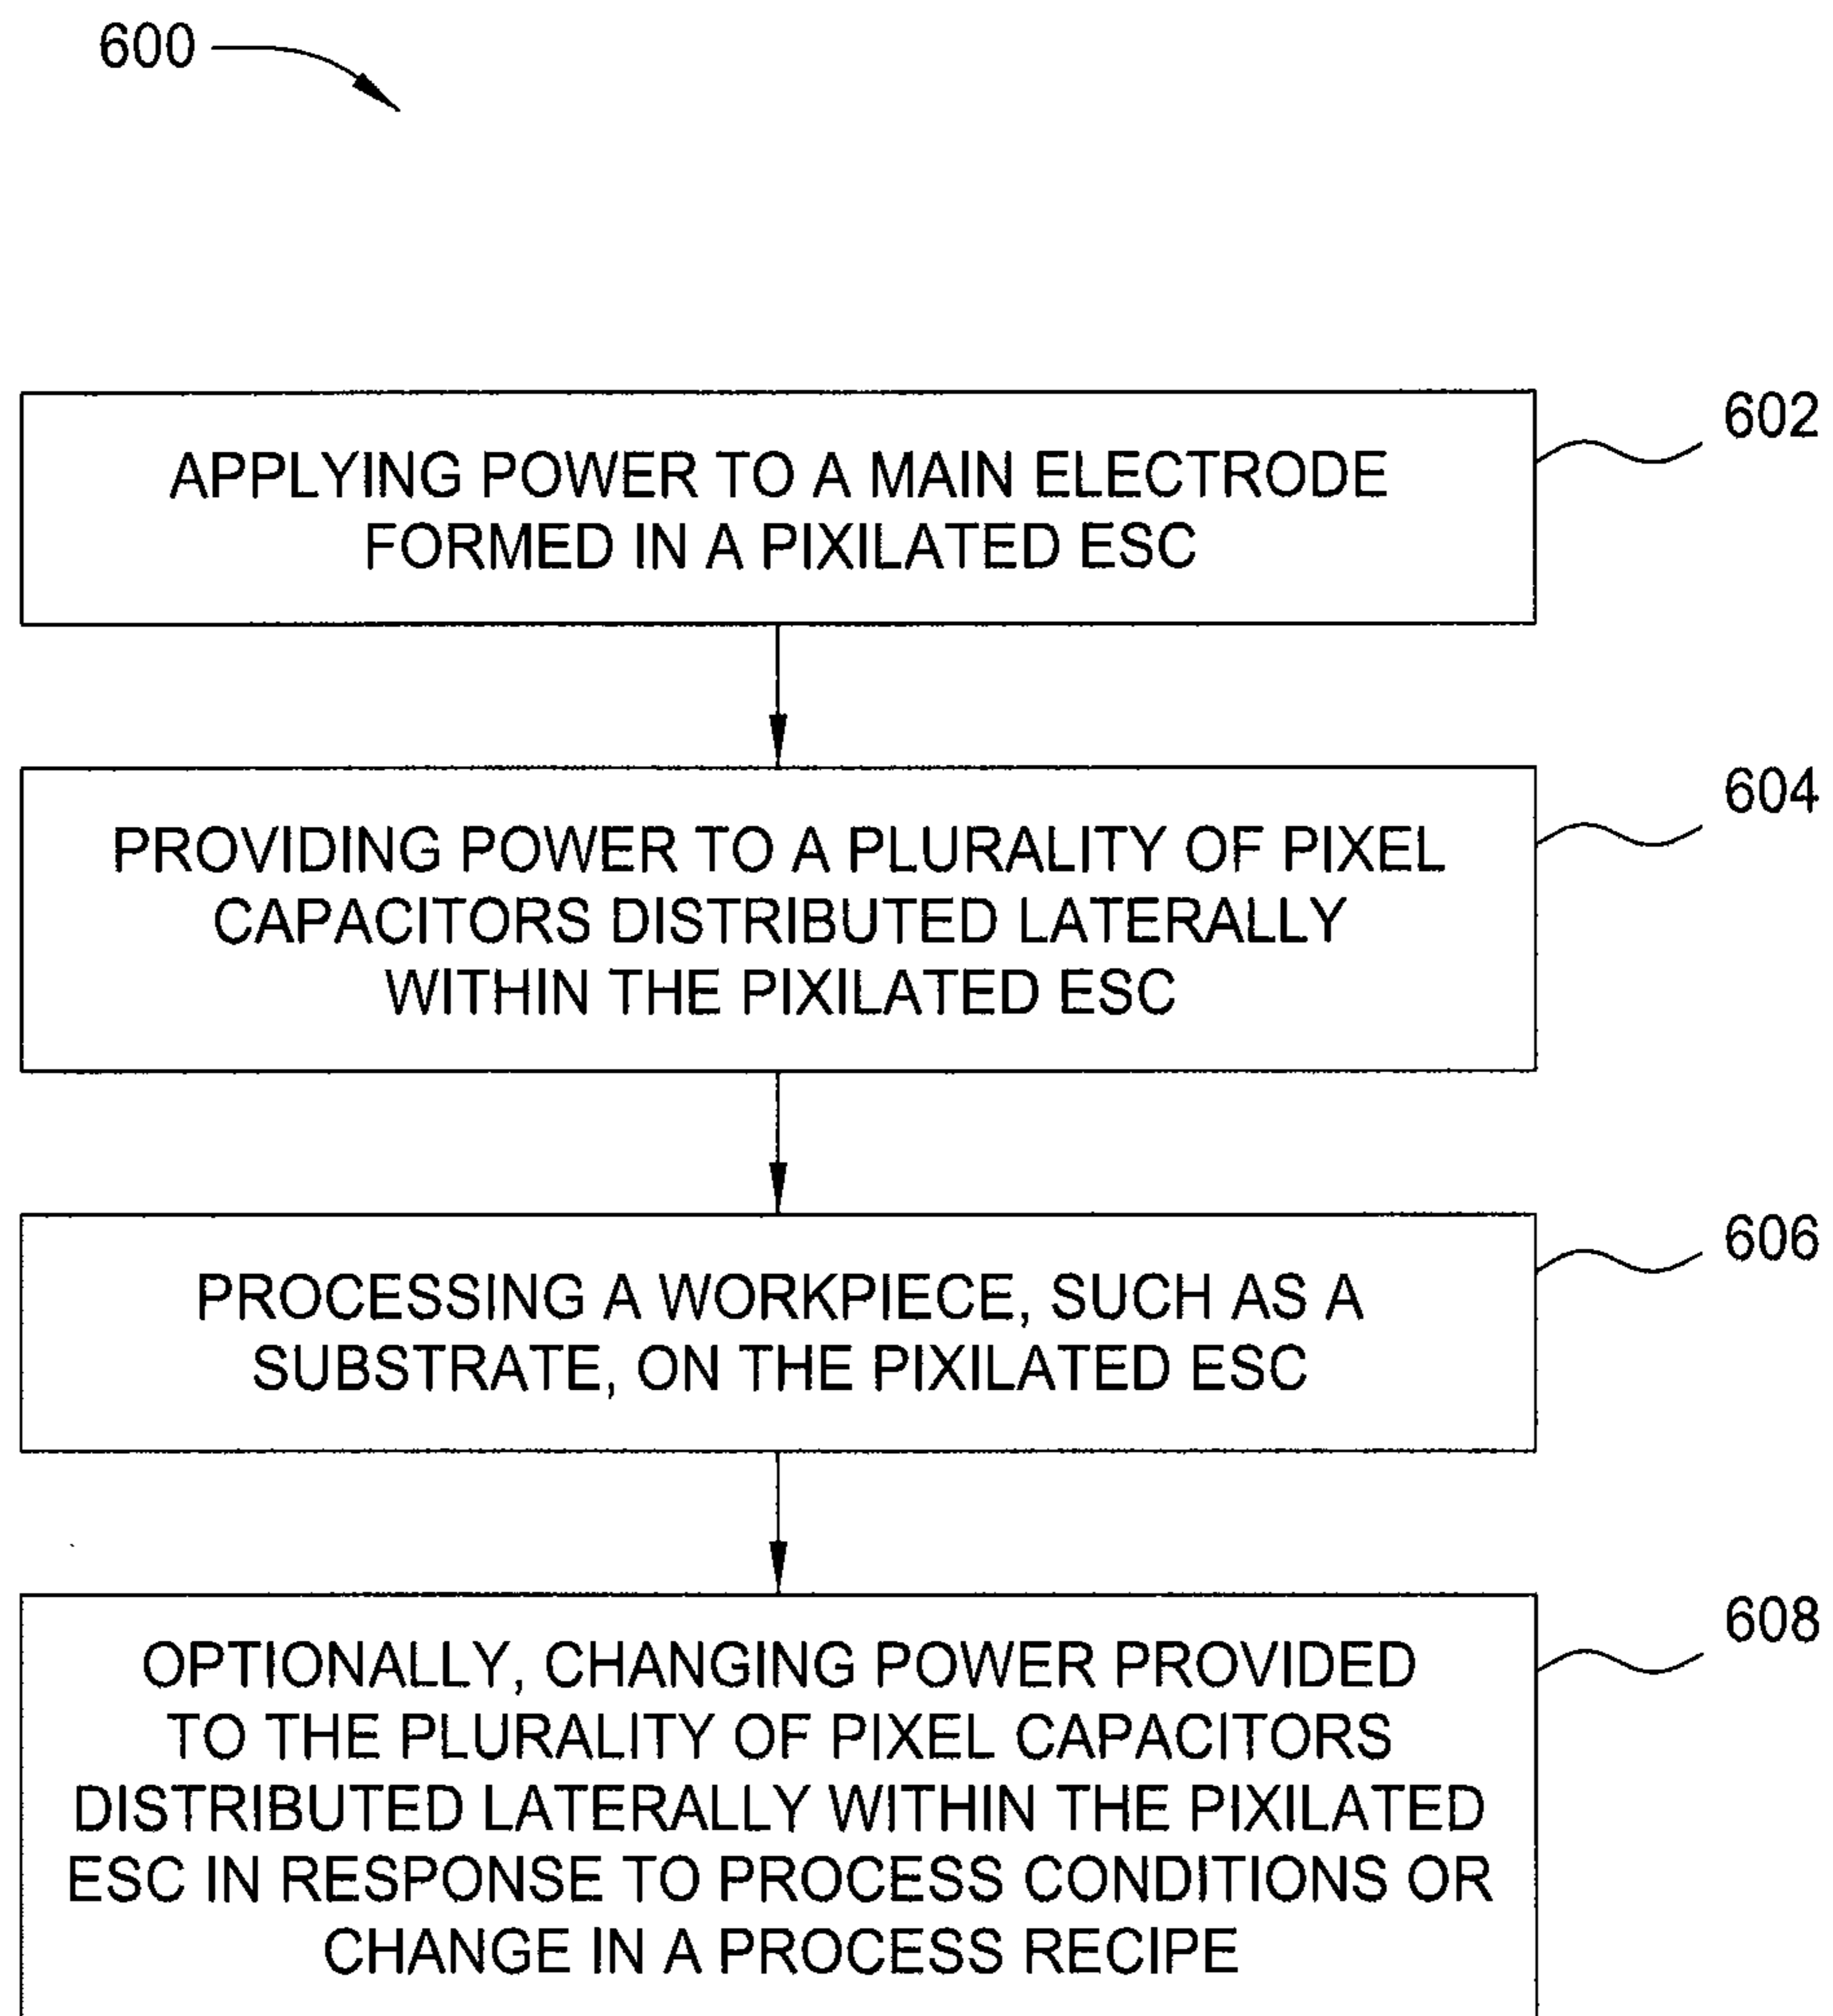 600
602
APPLYING POWER TO A MAIN ELECTRODE
FORMED IN A PIXILATED ESC
604
PROVIDING POWER TO A PLURALITY OF PIXEL
CAPACITORS DISTRIBUTED LATERALLY
WITHIN THE PIXILATED ESC
606
PROCESSING A WORKPIECE, SUCH AS A
SUBSTRATE, ON THE PIXILATED ESC
608
OPTIONALLY, CHANGING POWER PROVIDED
TO THE PLURALITY OF PIXEL CAPACITORS
DISTRIBUTED LATERALLY WITHIN THE PIXILATED
ESC IN RESPONSE TO PROCESS CONDITIONS OR
CHANGE IN A PROCESS RECIPE